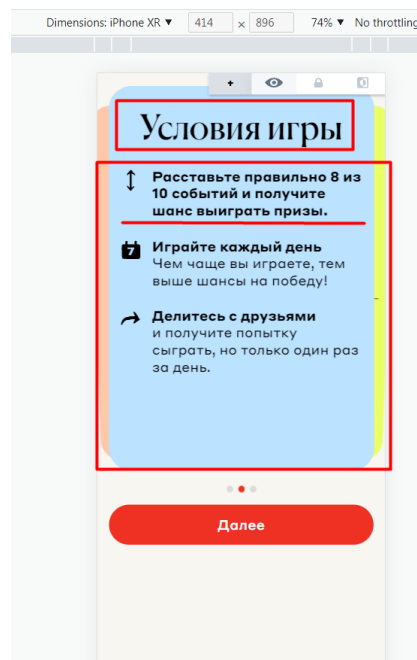 Dimensions: iPhone XR ▼ 414 x 896 74% ▼ No throttling
Условия игры
Расставьте правильно 8 из
10 событий и получите
шанс выиграть призы.
7
Играйте каждый день
Чем чаще вы играете, тем
выше шансы на победу!
Делитесь с друзьями
и получите попытку
сыграть, но только один раз
за день.
Далее